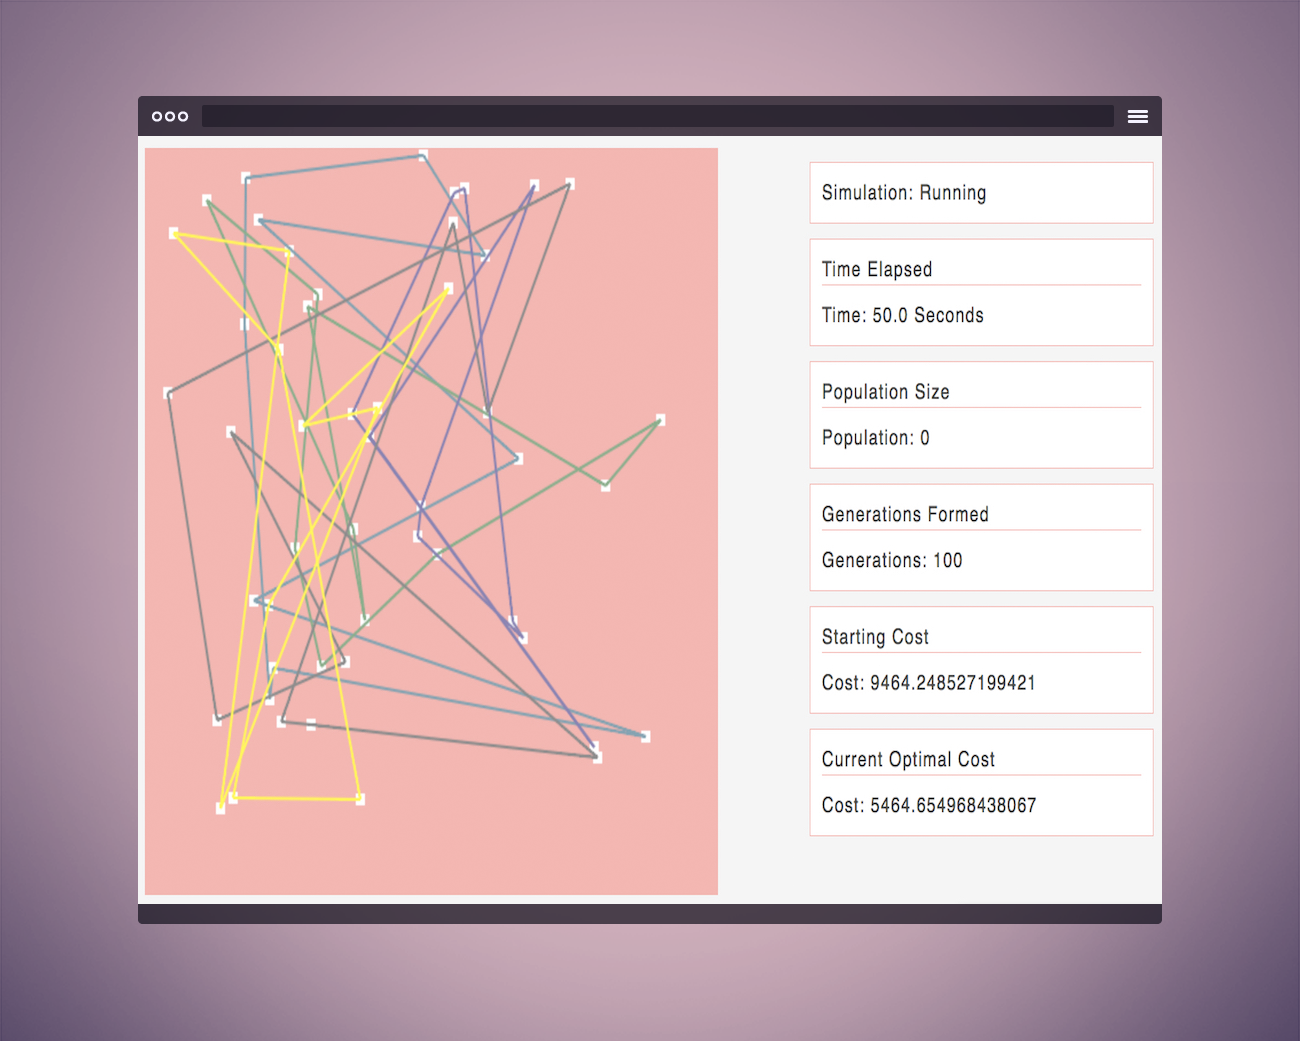 Simulation: Running
Time Elapsed
Time: 50.0 Seconds
Population Size
Population: 0
Generations Formed
Generations: 100
Starting Cost
Cost: 9464.248527199421
Current Optimal Cost
Cost: 5464.654968438067